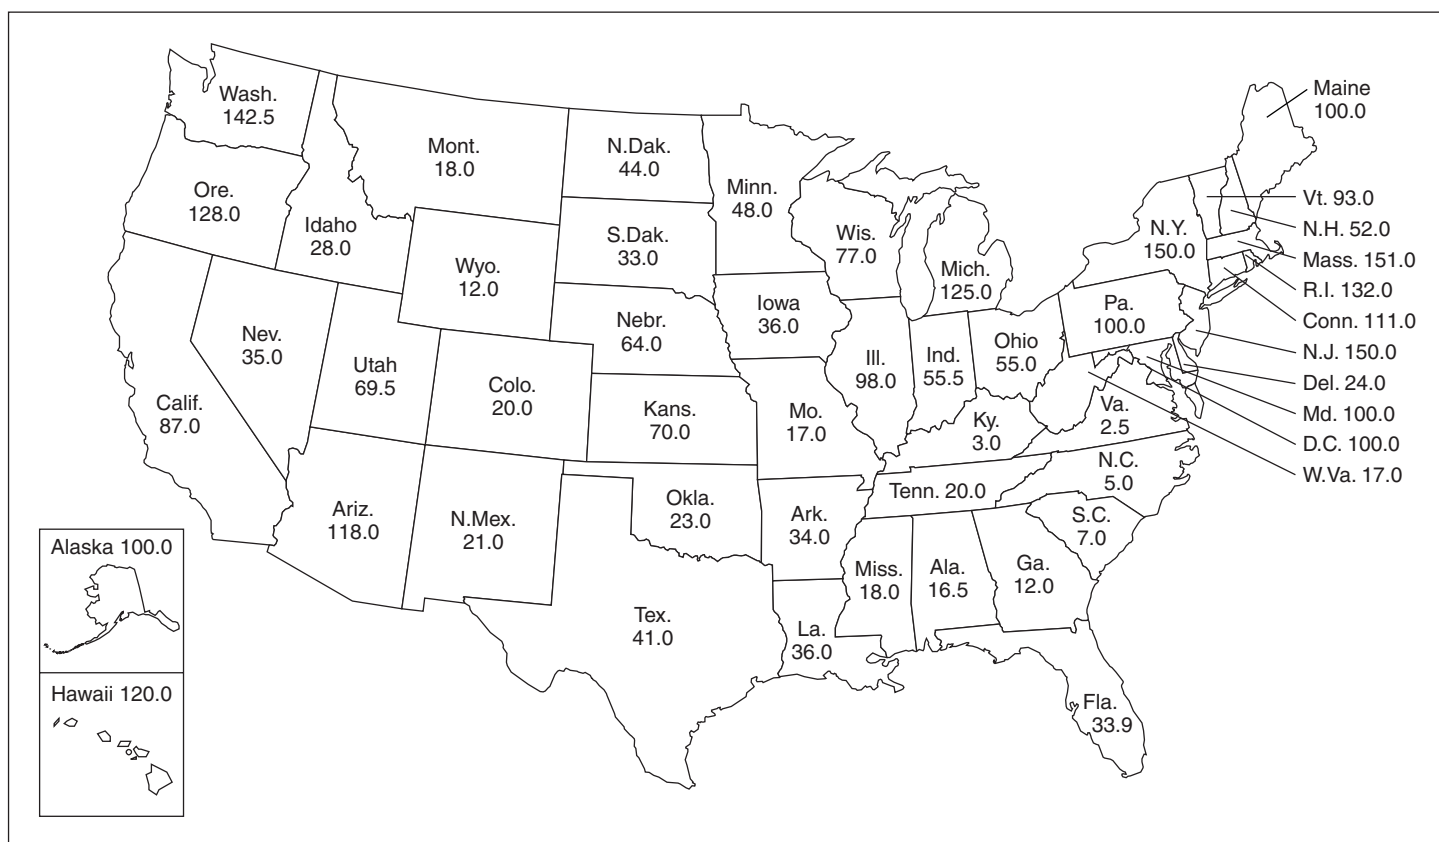 Wash.
142.5
Ore.
128.0
Calif.
87.0
Idaho
28.0
Nev.
35.0
Mont.
18.0
Wyo.
12.0
Utah
69.5
Colo.
20.0
Ariz.
118.0
N.Mex.
21.0
N.Dak.
44.0
S.Dak.
33.0
Nebr.
64.0
Kans.
70.0
Okla.
23.0
Tex.
41.0
Minn.
48.0
Iowa
36.0
Mo.
17.0
Ark.
34.0
La.
36.0
Wis.
77.0
Ill.
98.0
Mich.
125.0
Ind.
55.5
Ohio
55.0
Ky.
3.0
Tenn. 20.0
Miss.
18.0
Ala.
16.5
Ga.
12.0
Fla.
33.9
S.C.
7.0
N.C.
5.0
Va.
2.5
Pa.
100.0
N.Y.
150.0
Maine
100.0
Vt. 93.0
N.H. 52.0
Mass. 151.0
R.I. 132.0
Conn. 111.0
N.J. 150.0
Del. 24.0
Md. 100.0
D.C. 100.0
W.Va. 17.0
Alaska 100.0
Hawaii 120.0